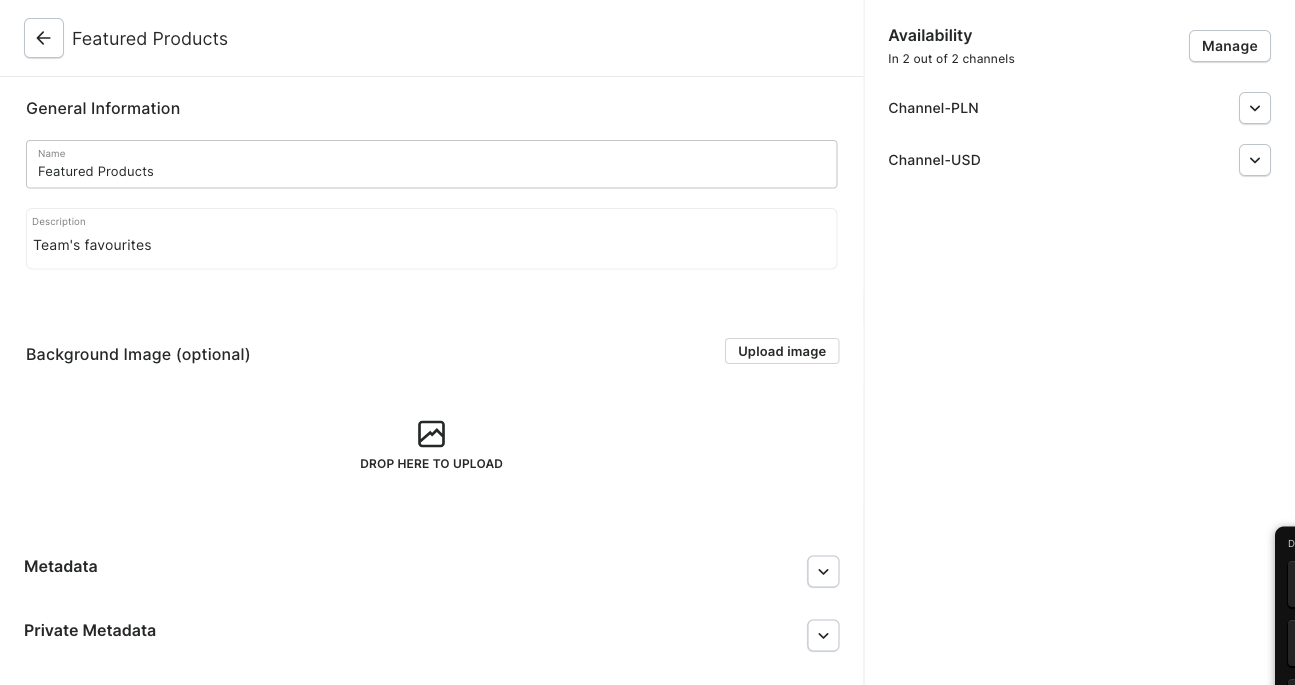 Featured Products
General Information
Name
Featured Products
Description
Team's favourites
Background Image (optional)
Upload image
DROP HERE TO UPLOAD
Metadata
Private Metadata
Availability
In 2 out of 2 channels
Manage
Channel-PLN
Channel-USD